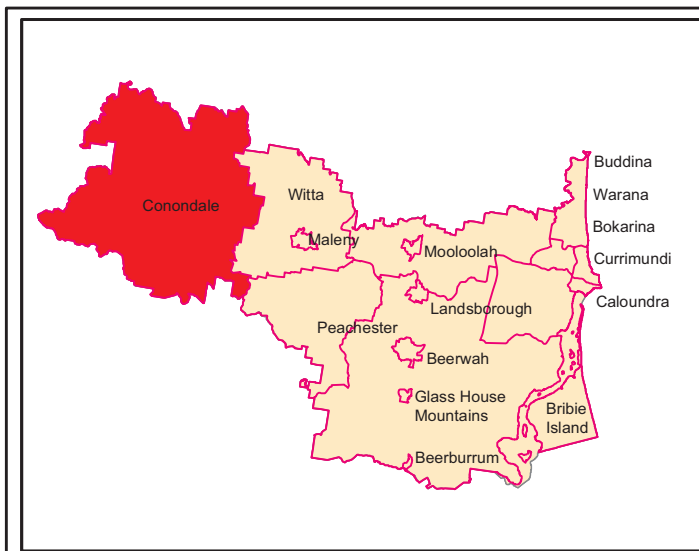 Buddina
Witta
Warana
Conondale
Bokarina
Maleny
Mooloolah
Currimundi
Landsborough
Caloundra
Peachester
Beerwah
Glass House
Mountains
Bribie
Island
Beerburrum